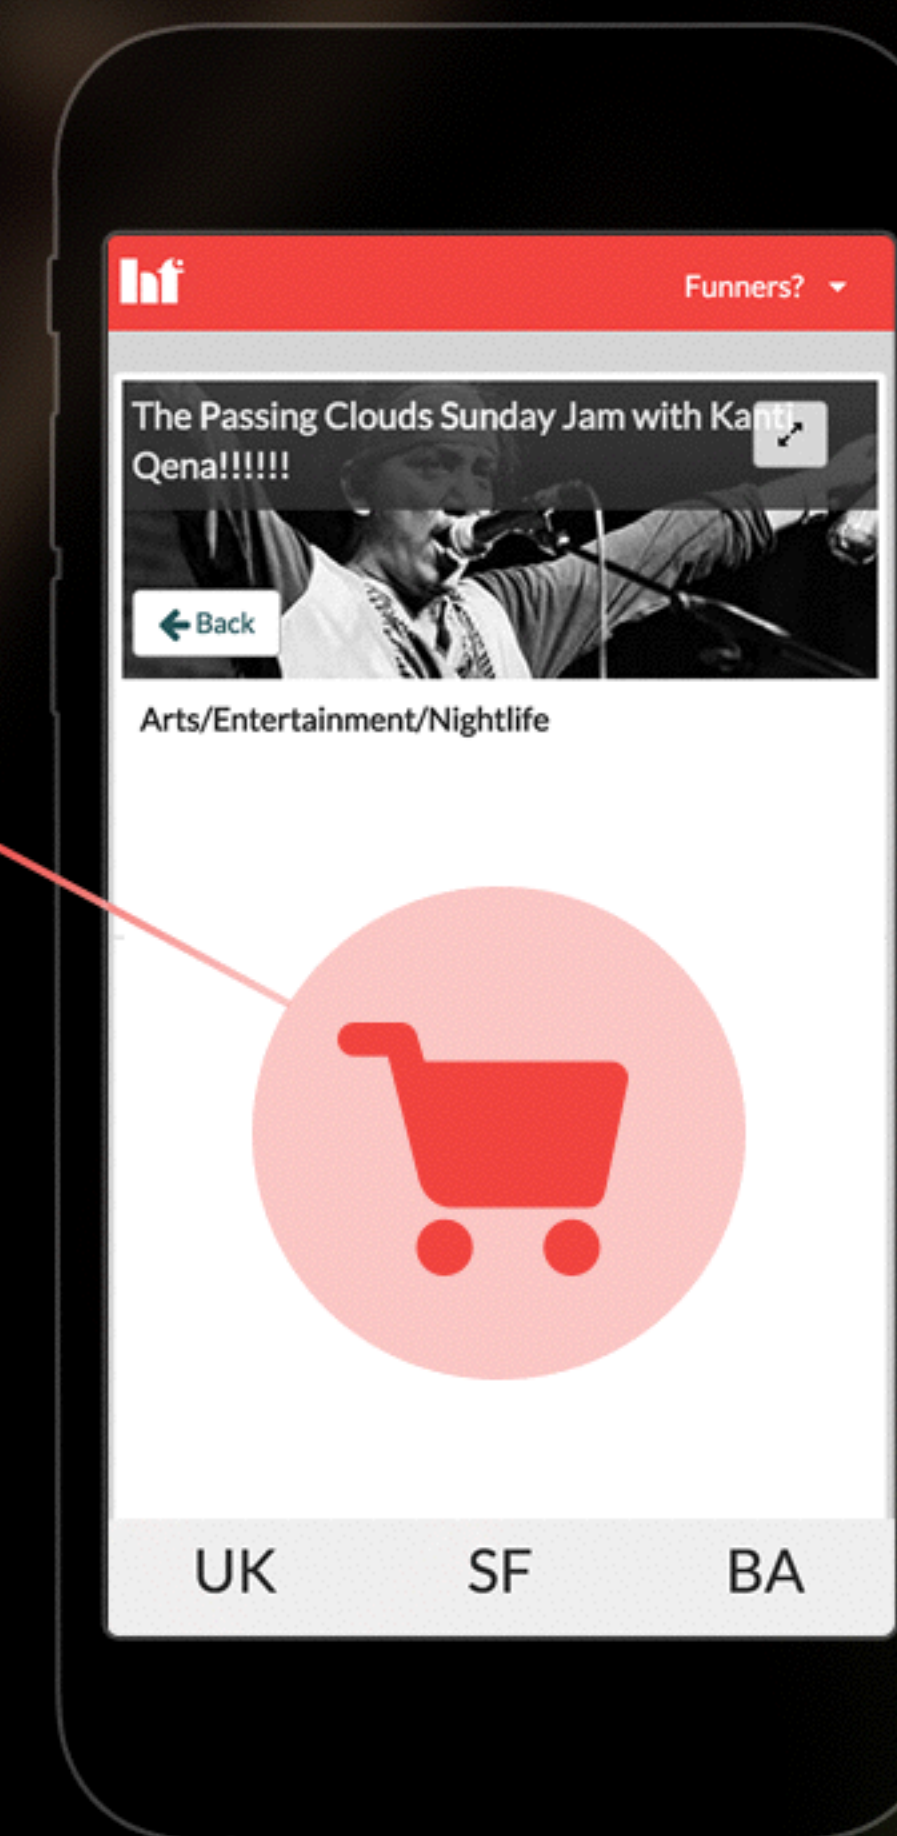 hf
Funners?
The Passing Clouds Sunday Jam with Kanti
Qena!!!!!!
Back
Arts/Entertainment/Nightlife
UK SF BA